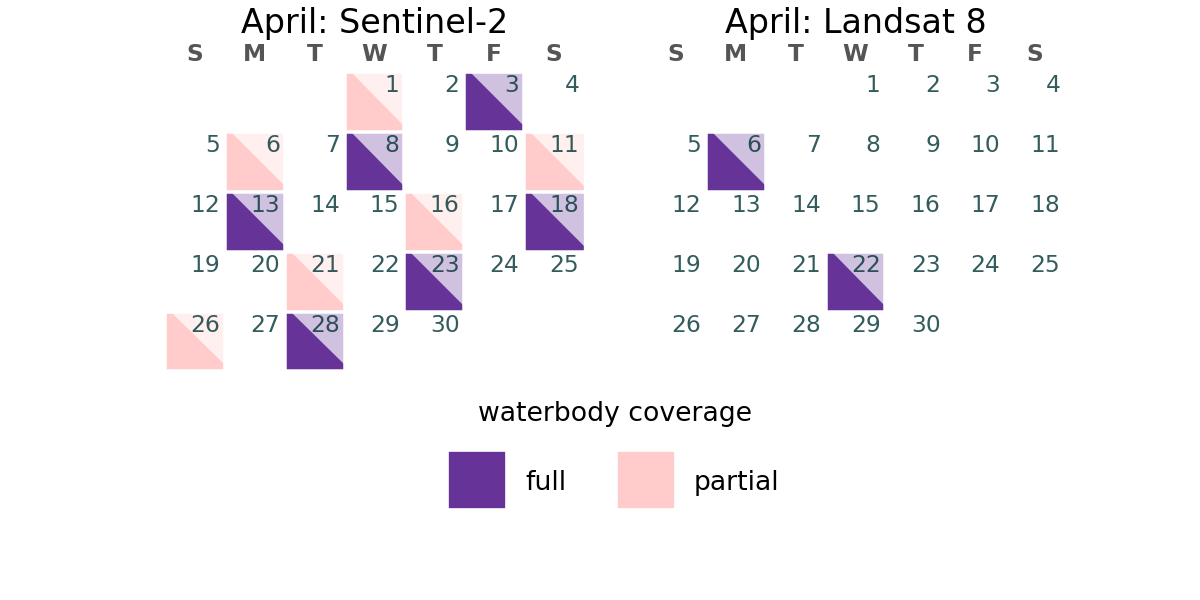 April: Sentinel-2
S M T W T F S
1 2 3 4
5 6 7 8 9 10 11
12 13 14 15 16 17 18
19 20 21 22 23 24 25
26 27 28 29 30
April: Landsat 8
S M T W T F S
1 2 3 4
5 6 7 8 9 10 11
12 13 14 15 16 17 18
19 20 21 22 23 24 25
26 27 28 29 30
waterbody coverage
full
partial